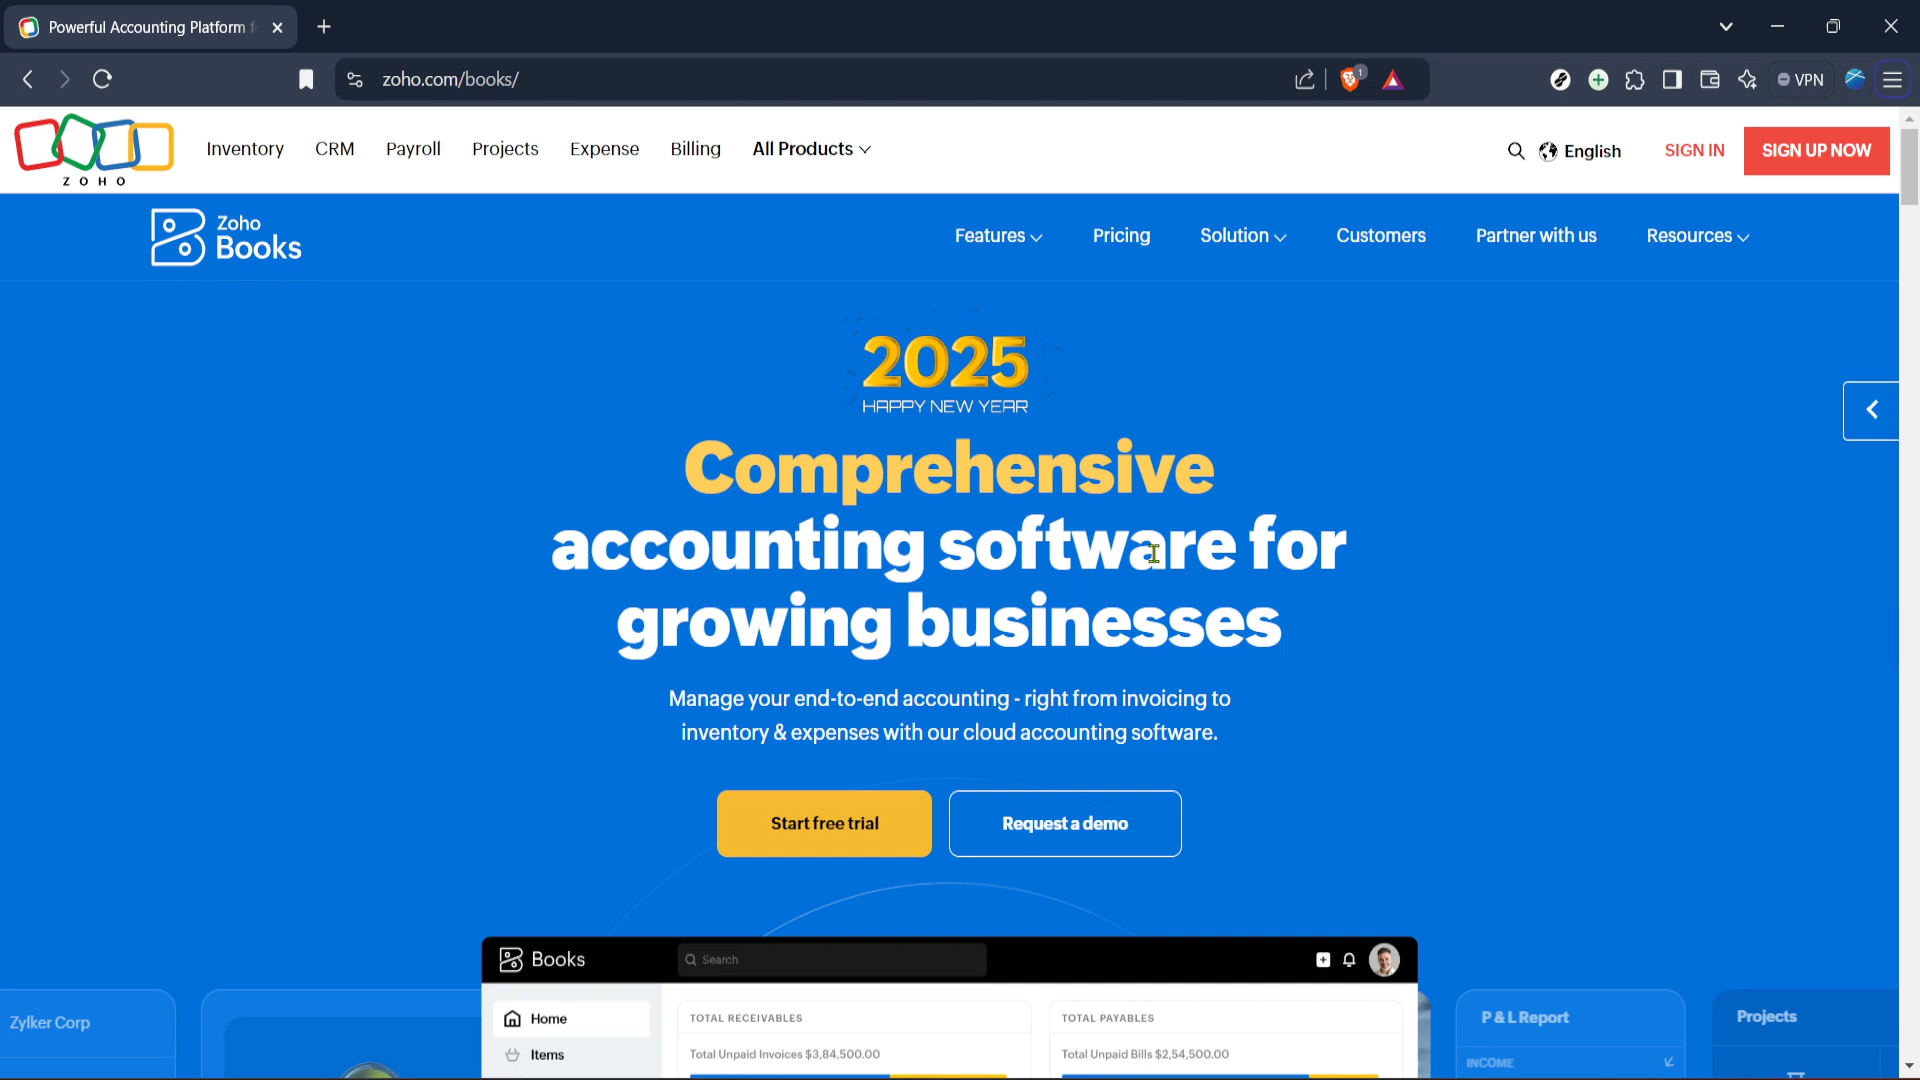 Powerful Accounting Platform f
zoho.com/books/
1
VPN
ZOHO
Inventory
CRM
Payroll
Projects
Expense
Billing
All Products
English
SIGN IN
SIGN UP NOW
Zoho
Books
Features
Pricing
Solution
Customers
Partner with us
Resources
2025
HAPPY NEW YEAR
Comprehensive
accounting software for
growing businesses
Manage your end-to-end accounting - right from invoicing to
inventory & expenses with our cloud accounting software.
Start free trial
Request a demo
Books
Search
Zylker Corp
Home
Items
TOTAL RECEIVABLES
Total Unpaid Invoices $3,84,500.00
TOTAL PAYABLES
Total Unpaid Bills $2,54,500.00
P & L Report
INCOME
Projects